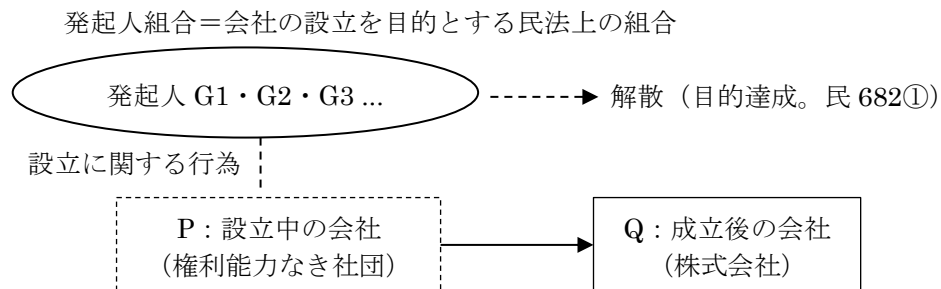 発起人組合＝会社の設立を目的とする民法上の組合
発起人 G1・G2・G3 ...
解散（目的達成。民 682①）
設立に関する行為
P：設立中の会社
（権利能力なき社団）
Q：成立後の会社
（株式会社）